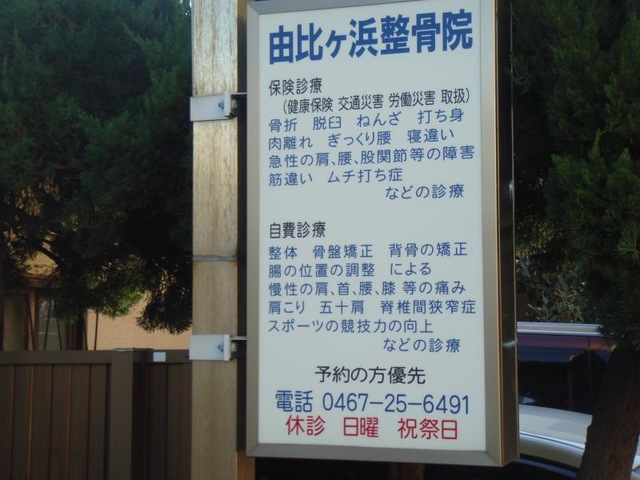 由比ヶ浜整骨院
保険診療
（健康保険 交通災害 労働災害 取扱）
骨折 脱臼 ねんざ 打ち身
肉離れ ぎっくり腰 寝違い
急性の肩、腰、股関節等の障害
筋違い ムチ打ち症
などの診療
自費診療
整体 骨盤矯正 背骨の矯正
腸の位置の調整 による
慢性の肩、首、腰、膝 等の痛み
肩こり 五十肩 脊椎間狭窄症
スポーツの競技力の向上
などの診療
予約の方優先
電話 0467-25-6491
休診 日曜 祝祭日